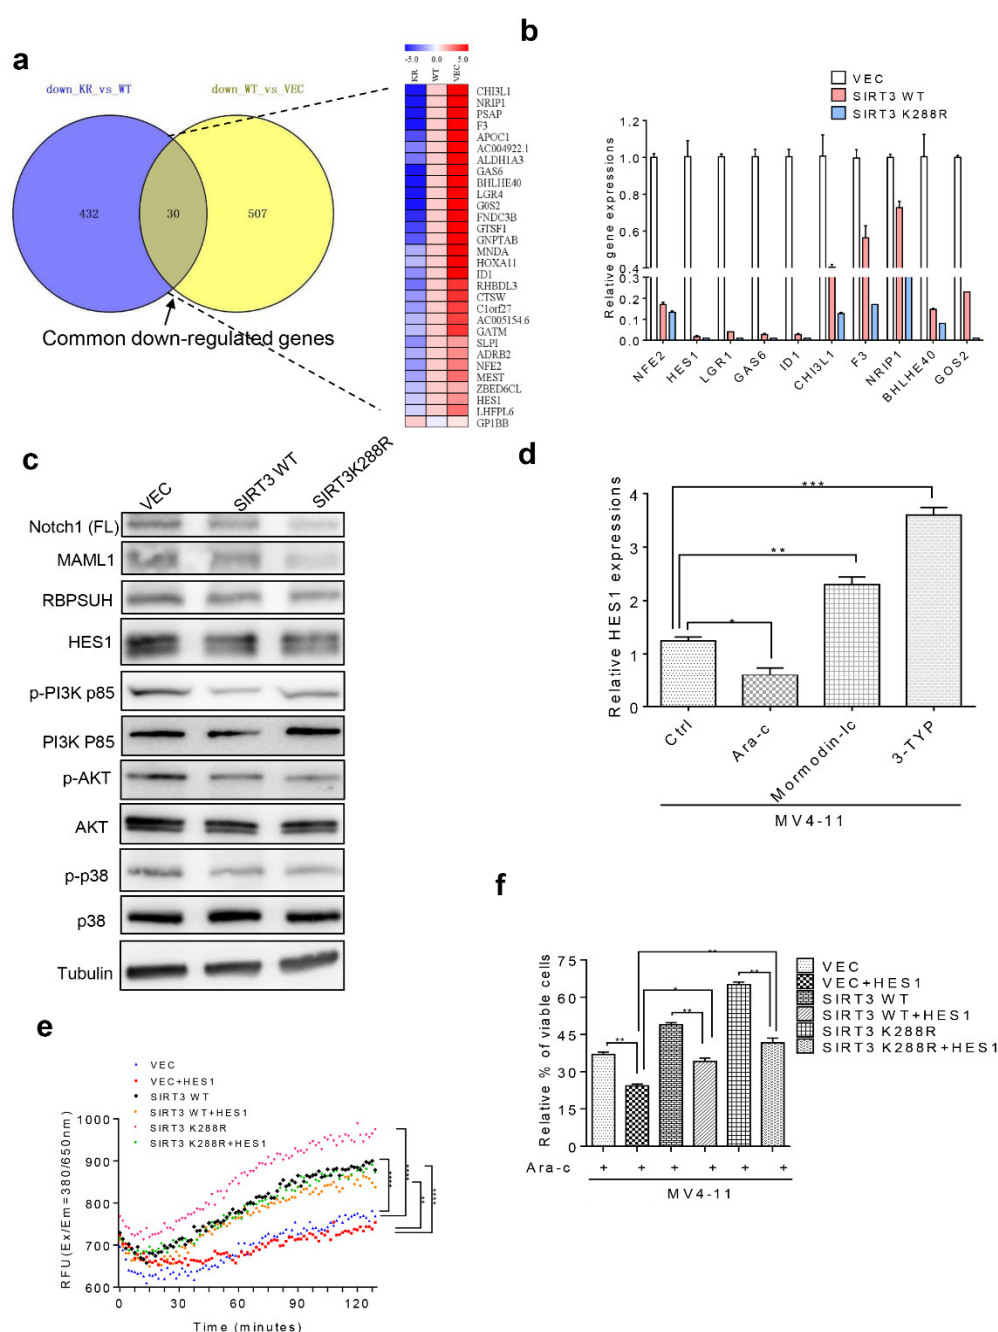 a
down_KR_vs_WT
down_WT_vs_VEC
432
30
507
Common down-regulated genes
-5.0 0.0 5.0
KR WT VEC
CHI3L1
NRIP1
PSAP
F3
APOC1
AC004922.1
ALDH1A3
GAS6
BHLHE40
LGR4
G0S2
FNDC3B
GTSF1
GNPTAB
MNDA
HOXA11
ID1
RHBDL3
CTSW
C1orf27
AC005154.6
GATM
SLPI
ADRB2
NFE2
MEST
ZBED6CL
HES1
LHFPL6
GP1BB
b
VEC
SIRT3 WT
SIRT3 K288R
Relative gene expressions
1.2
1.0
0.8
0.6
0.4
0.3
0.2
0.1
0.0
NFE2
HES1
LGR1
GAS6
ID1
CHI3L1
F3
NRIP1
BHLHE40
GOS2
c
VEC
SIRT3 WT
SIRT3K288R
Notch1 (FL)
MAML1
RBPSUH
HES1
p-PI3K p85
PI3K P85
p-AKT
AKT
p-p38
p38
Tubulin
d
Relative HES1 expressions
4
3
2
1
0
***
**
*
Ctrl
Ara-c
Mormodin-Ic
3-TYP
MV4-11
e
VEC
VEC+HES1
SIRT3 WT
SIRT3 WT+HES1
SIRT3 K288R
SIRT3 K288R+HES1
RFU(Ex/Em=380/650nm)
1000
900
800
700
600
0 30 60 90 120
Time (minutes)
****
****
**
****
f
Relative % of viable cells
75
60
45
30
15
0
**
*
**
**
**
VEC
VEC+HES1
SIRT3 WT
SIRT3 WT+HES1
SIRT3 K288R
SIRT3 K288R+HES1
Ara-c + + + + + +
MV4-11